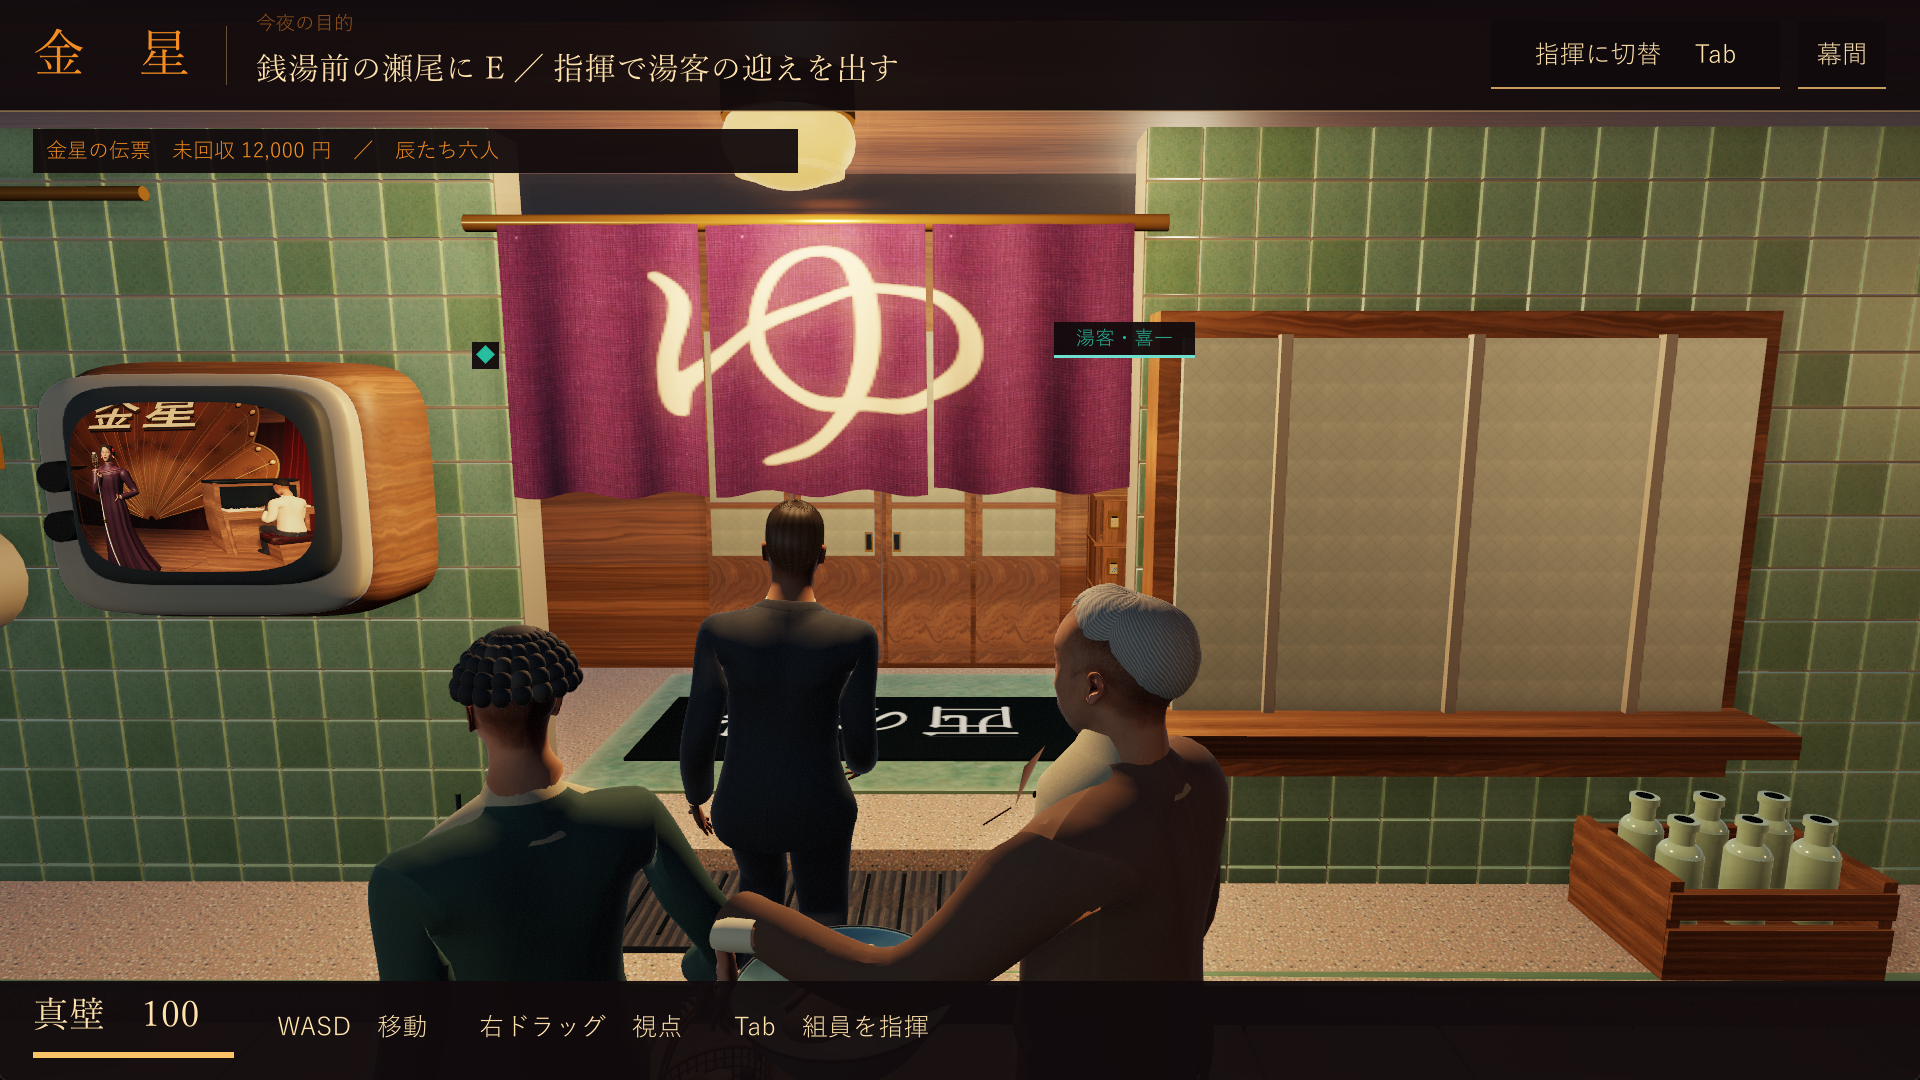 金星
今夜の目的
銭湯前の瀬尾に E ／ 指揮で湯客の迎えを出す
指揮に切替 Tab
幕間
金星の伝票 未回収 12,000 円 ／ 辰たち六人
ゆ
湯客・喜一
金星
真壁 100
WASD 移動 右ドラッグ 視点 Tab 組員を指揮